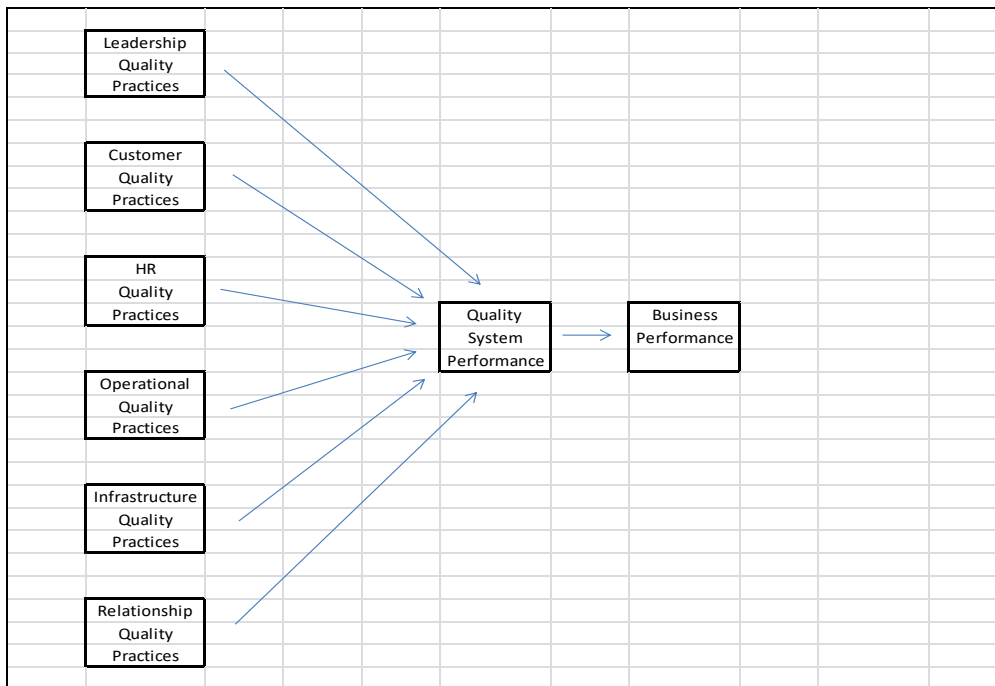 Leadership
Quality
Practices
Customer
Quality
Practices
HR
Quality
Practices
Quality
System
Performance
Business
Performance
Operational
Quality
Practices
Infrastructure
Quality
Practices
Relationship
Quality
Practices